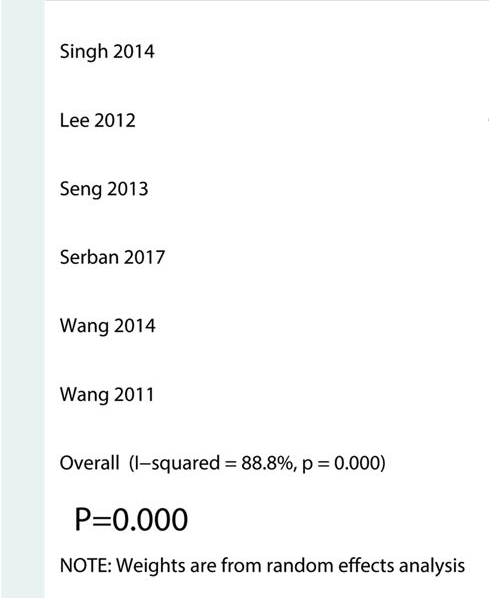 Singh 2014
Lee 2012
Seng 2013
Serban 2017
Wang 2014
Wang 2011
Overall (I−squared = 88.8%, p = 0.000)
P=0.000
NOTE: Weights are from random effects analysis